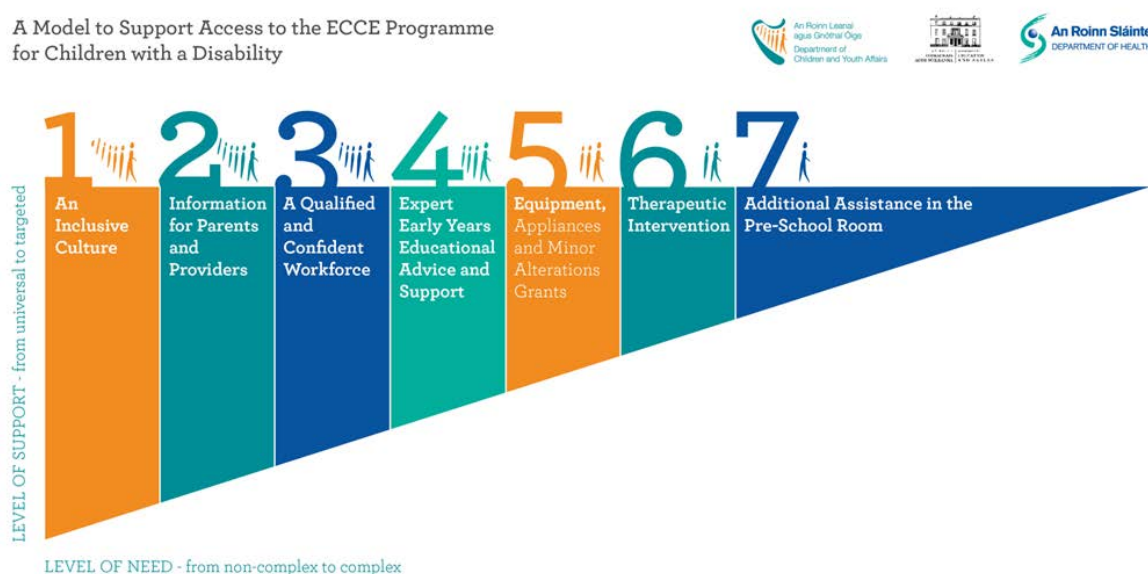 A Model to Support Access to the ECCE Programme
for Children with a Disability
An Roinn Leanaí
agus Gnóthaí Óige
Department of
Children and Youth Affairs
An Roinn Sláinte
DEPARTMENT OF HEALTH
1
An
Inclusive
Culture
2
Information
for Parents
and
Providers
3
A Qualified
and
Confident
Workforce
4
Expert
Early Years
Educational
Advice and
Support
5
Equipment,
Appliances
and Minor
Alterations
Grants
6
Therapeutic
Intervention
7
Additional Assistance in the
Pre-School Room
LEVEL OF SUPPORT - from universal to targeted
LEVEL OF NEED - from non-complex to complex